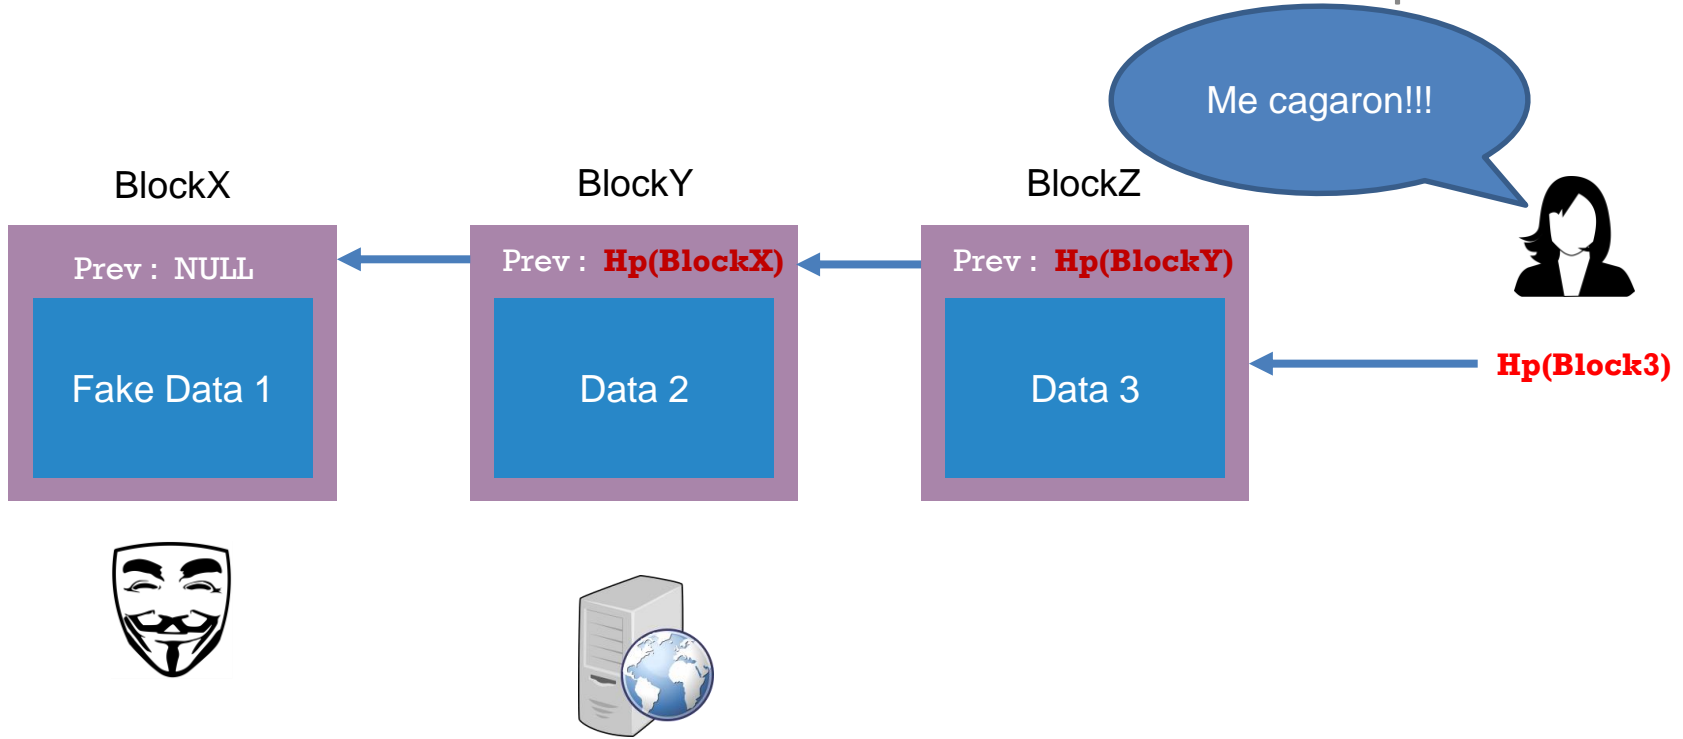 Me cagaron!!!
BlockX
BlockY
BlockZ
Prev : NULL
Prev : Hp(BlockX)
Prev : Hp(BlockY)
Fake Data 1
Data 2
Data 3
Hp(Block3)